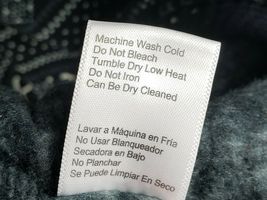 Machine Wash Cold
Do Not Bleach
Tumble Dry Low Heat
Do Not Iron
Can Be Dry Cleaned
Lavar a Máquina en Fría
No Usar Blanqueador
Secadora en Bajo
No Planchar
Se Puede Limpiar En Seco